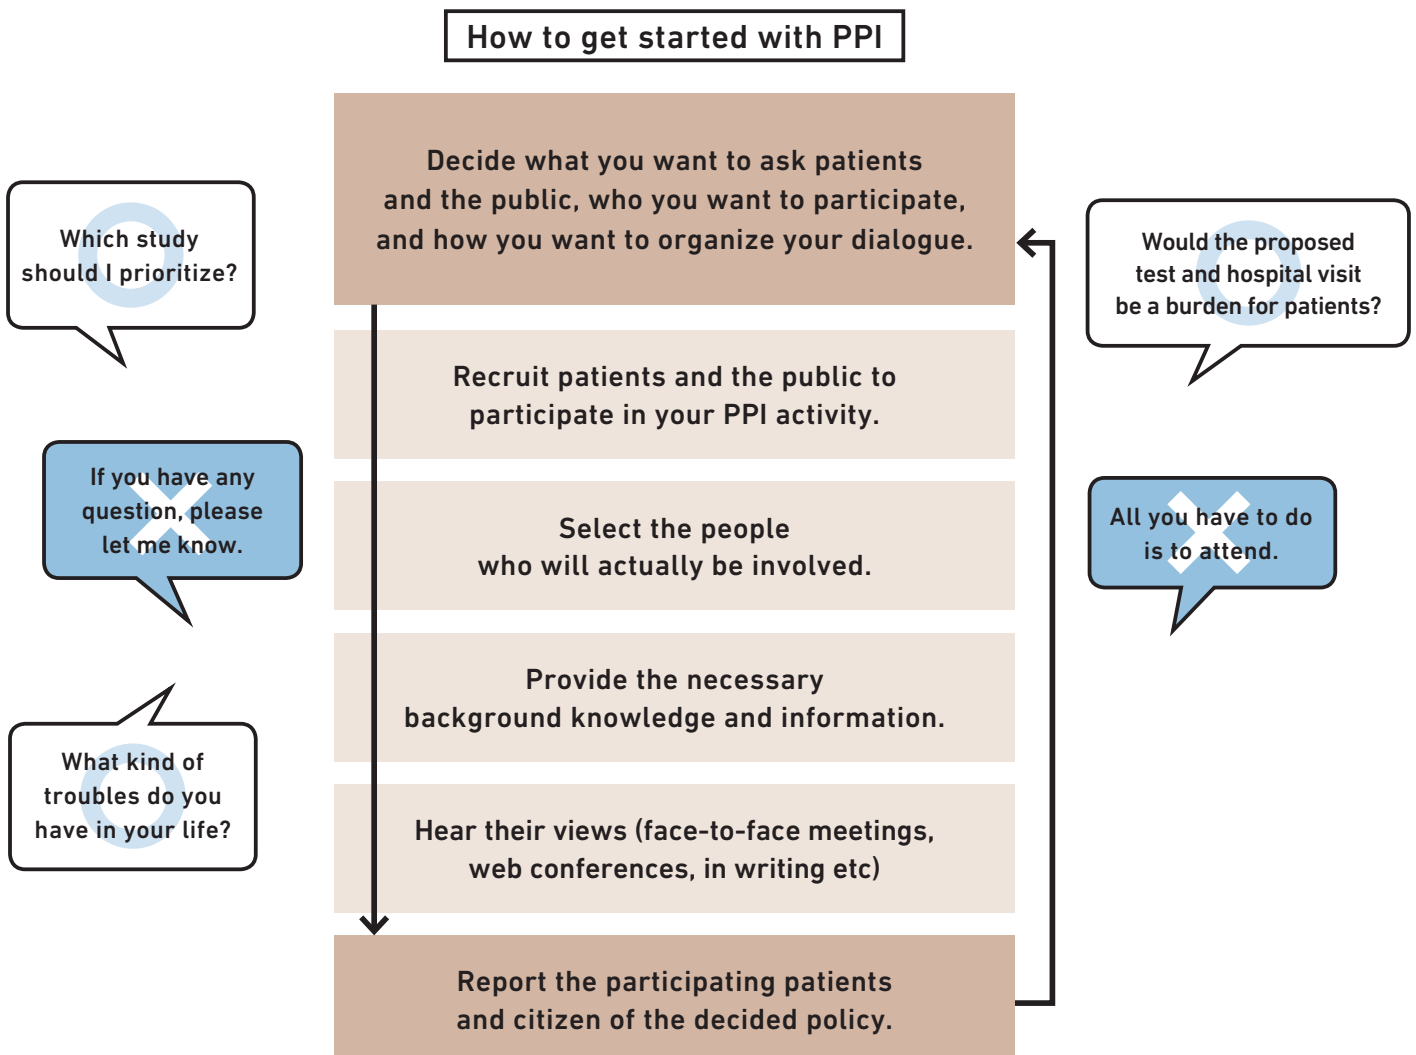 How to get started with PPI
Decide what you want to ask patients
and the public, who you want to participate,
and how you want to organize your dialogue.
Which study
should I prioritize?
Would the proposed
test and hospital visit
be a burden for patients?
Recruit patients and the public to
participate in your PPI activity.
If you have any
question, please
let me know.
Select the people
who will actually be involved.
All you have to do
is to attend.
Provide the necessary
background knowledge and information.
What kind of
troubles do you
have in your life?
Hear their views (face-to-face meetings,
web conferences, in writing etc)
Report the participating patients
and citizen of the decided policy.